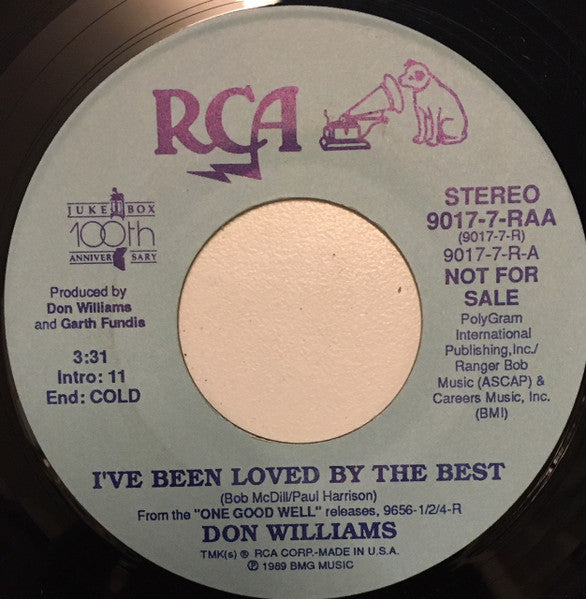 RCA
JUKEBOX
100th
ANNIVERSARY
Produced by
Don Williams
and Garth Fundis
3:31
Intro: 11
End: COLD
STEREO
9017-7-RAA
(9017-7-R)
9017-7-R-A
NOT FOR
SALE
PolyGram
International
Publishing,Inc./
Ranger Bob
Music (ASCAP) &
Careers Music, Inc.
(BMI)
I'VE BEEN LOVED BY THE BEST
(Bob McDill/Paul Harrison)
From the "ONE GOOD WELL" releases, 9656-1/2/4-R
DON WILLIAMS
TMK(s) ® RCA CORP.-MADE IN U.S.A.
℗ 1989 BMG MUSIC